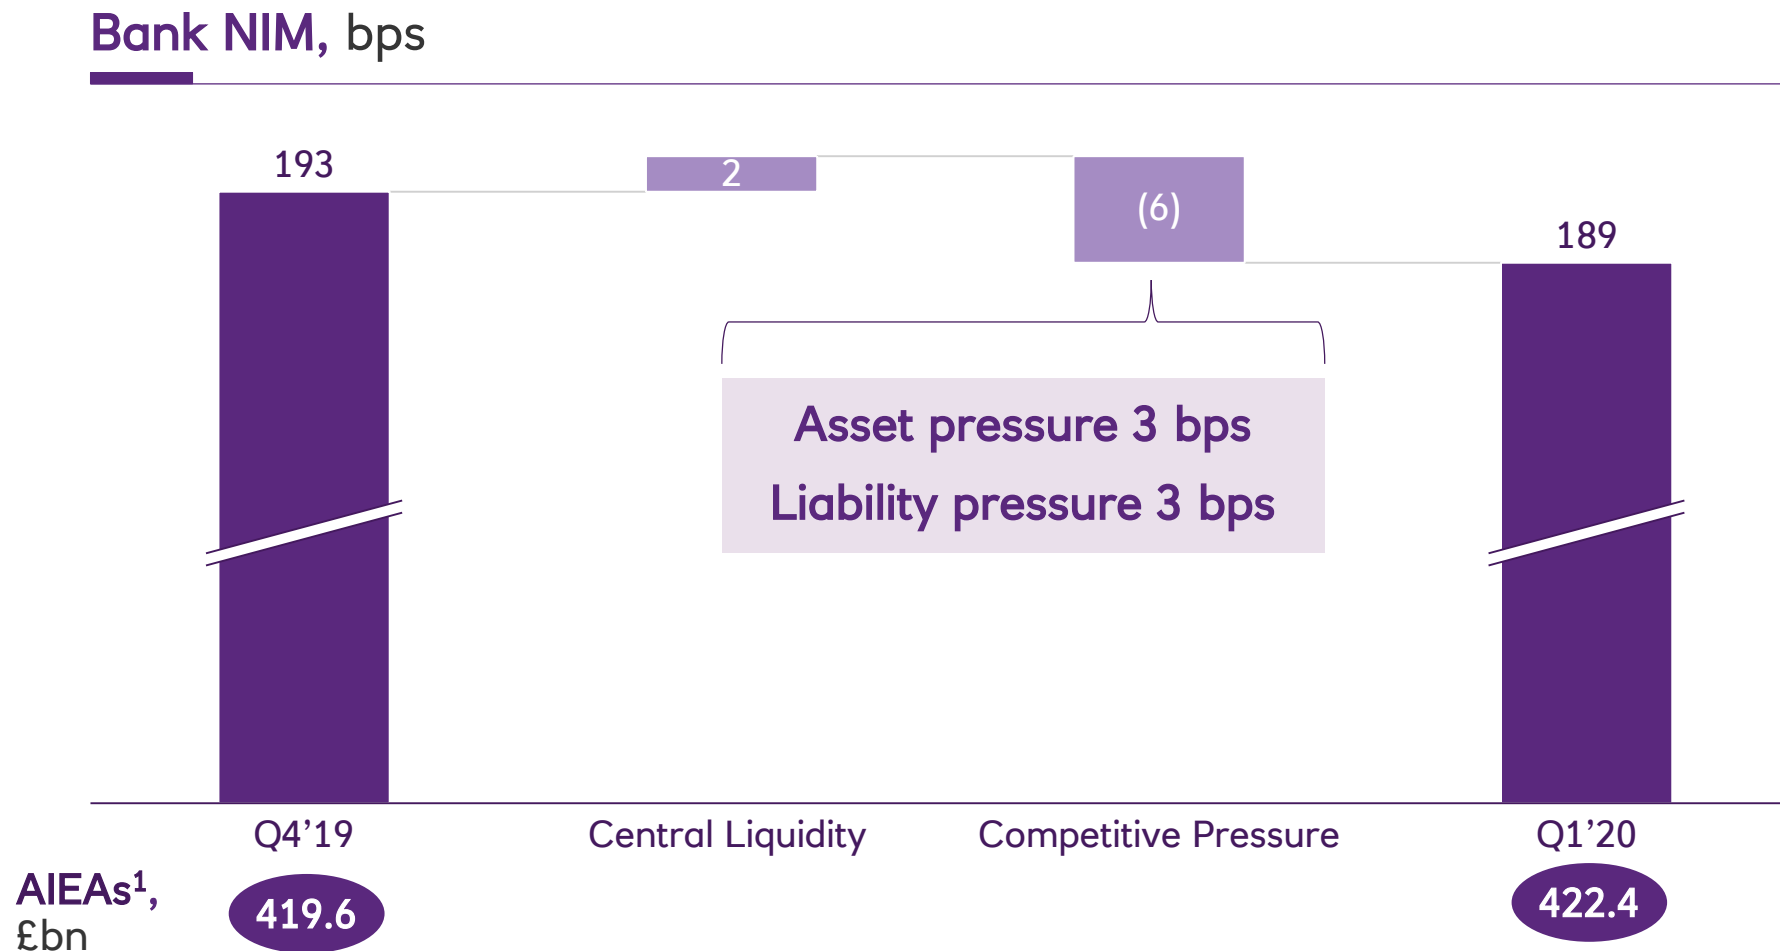 Bank NIM, bps
193
2
(6)
189
Asset pressure 3 bps
Liability pressure 3 bps
Q4’19
Central Liquidity
Competitive Pressure
Q1’20
AIEAs¹,
£bn
419.6
422.4